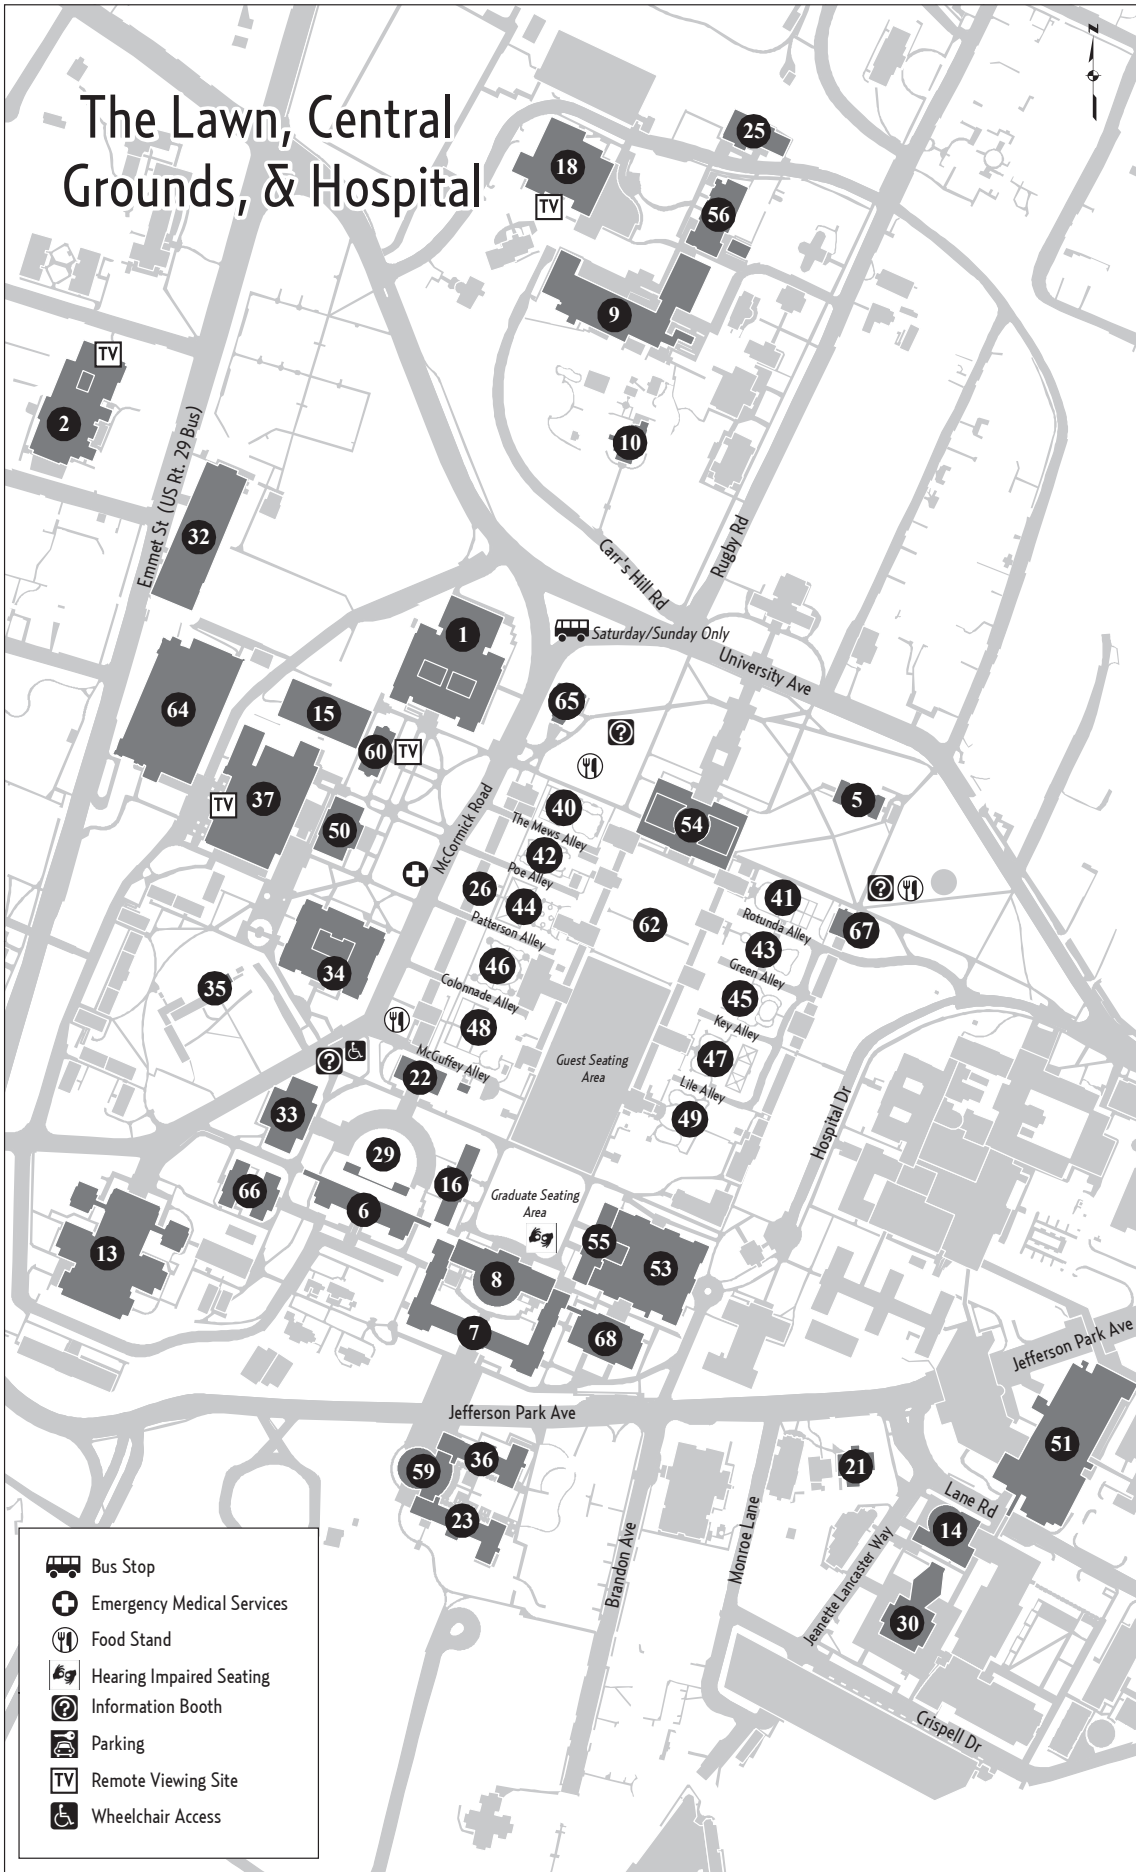 N
The Lawn, Central
Grounds, & Hospital
25
18
TV
56
9
TV
2
10
Emmet St (US Rt. 29 Bus)
32
Carr's Hill Rd
Rugby Rd
1
Saturday/Sunday Only
University Ave
64
15
65
60
TV
37
TV
50
McCormick Road
40
The Mews Alley
54
5
42
Poe Alley
26
44
Patterson Alley
62
41
Rotunda Alley
67
43
Green Alley
34
35
46
Colonnade Alley
45
Key Alley
48
McGuffey Alley
22
Guest Seating
Area
47
Lile Alley
49
Hospital Dr
33
29
66
6
16
Graduate Seating
Area
13
55
53
8
7
68
Jefferson Park Ave
Jefferson Park Ave
51
36
59
23
21
Lane Rd
14
30
Brandon Ave
Monroe Lane
Jeanette Lancaster Way
Crispell Dr
Bus Stop
Emergency Medical Services
Food Stand
Hearing Impaired Seating
? Information Booth
Parking
TV Remote Viewing Site
Wheelchair Access